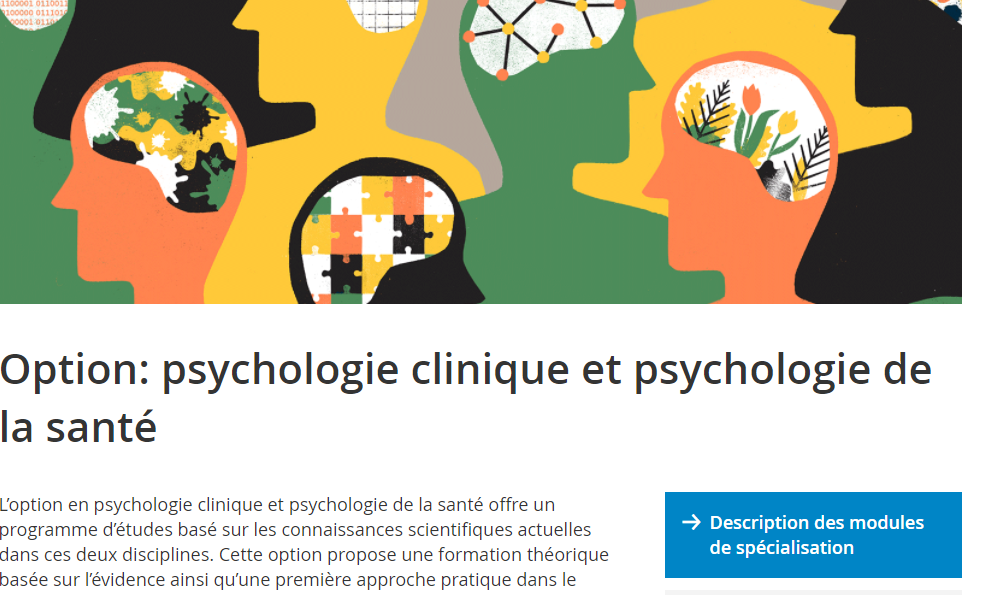 Option: psychologie clinique et psychologie de
la santé
L’option en psychologie clinique et psychologie de la santé offre un
programme d’études basé sur les connaissances scientifiques actuelles
dans ces deux disciplines. Cette option propose une formation théorique
basée sur l’évidence ainsi qu’une première approche pratique dans le
→ Description des modules
de spécialisation